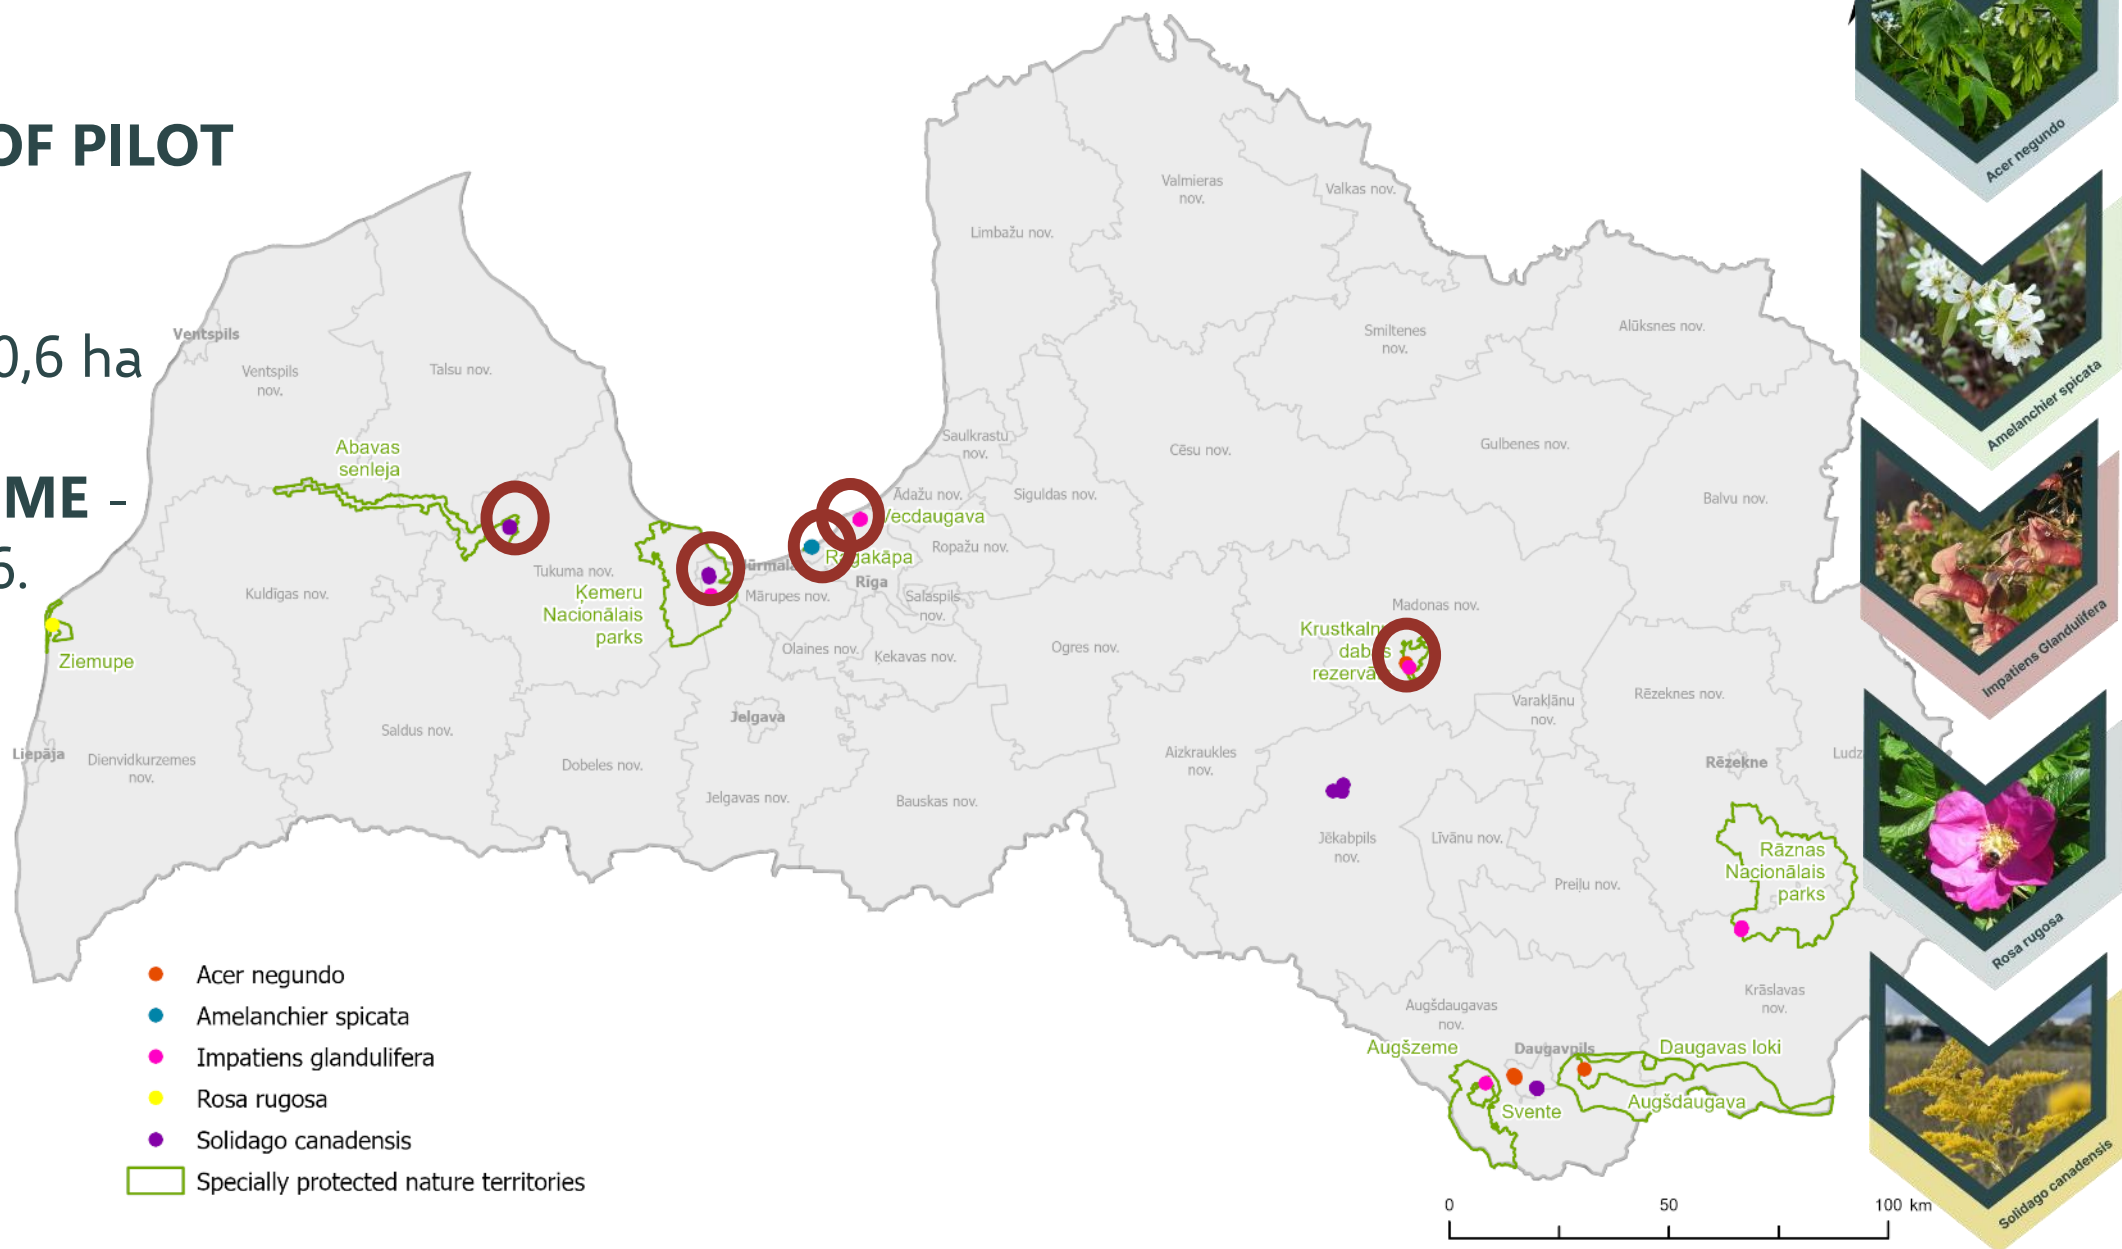 OF PILOT
0,6 ha
ME -
6.
Ventspils
Ventspils
nov.
Talsu nov.
Limbažu nov.
Valmieras
nov.
Valkas nov.
Smiltenes
nov.
Alūksnes nov.
Abavas
senleja
Saulkrastu
nov.
Cēsu nov.
Gulbenes nov.
Ādažu nov.
Siguldas nov.
Balvu nov.
Vecdaugava
Ropažu nov.
Ragakāpa
Jūrmala
Rīga
Tukuma nov.
Kuldīgas nov.
Ķemeru
Nacionālais
parks
Mārupes nov.
Salaspils
nov.
Madonas nov.
Krustkalnu
dabas
rezervāts
Ziemupe
Olaines nov.
Ķekavas nov.
Ogres nov.
Varakļānu
nov.
Rēzeknes nov.
Saldus nov.
Jelgava
Liepāja
Dienvidkurzemes
nov.
Dobeles nov.
Aizkraukles
nov.
Rēzekne
Ludz
Jelgavas nov.
Bauskas nov.
Jēkabpils
nov.
Līvānu nov.
Preiļu nov.
Rāznas
Nacionālais
parks
Krāslavas
nov.
Augšdaugavas
nov.
Augšzeme
Daugavpils
Daugavas loki
Svente
Augšdaugava
Acer negundo
Amelanchier spicata
Impatiens glandulifera
Rosa rugosa
Solidago canadensis
Specially protected nature territories
0 50 100 km
Acer negundo
Amelanchier spicata
Impatiens Glandulifera
Rosa rugosa
Solidago canadensis